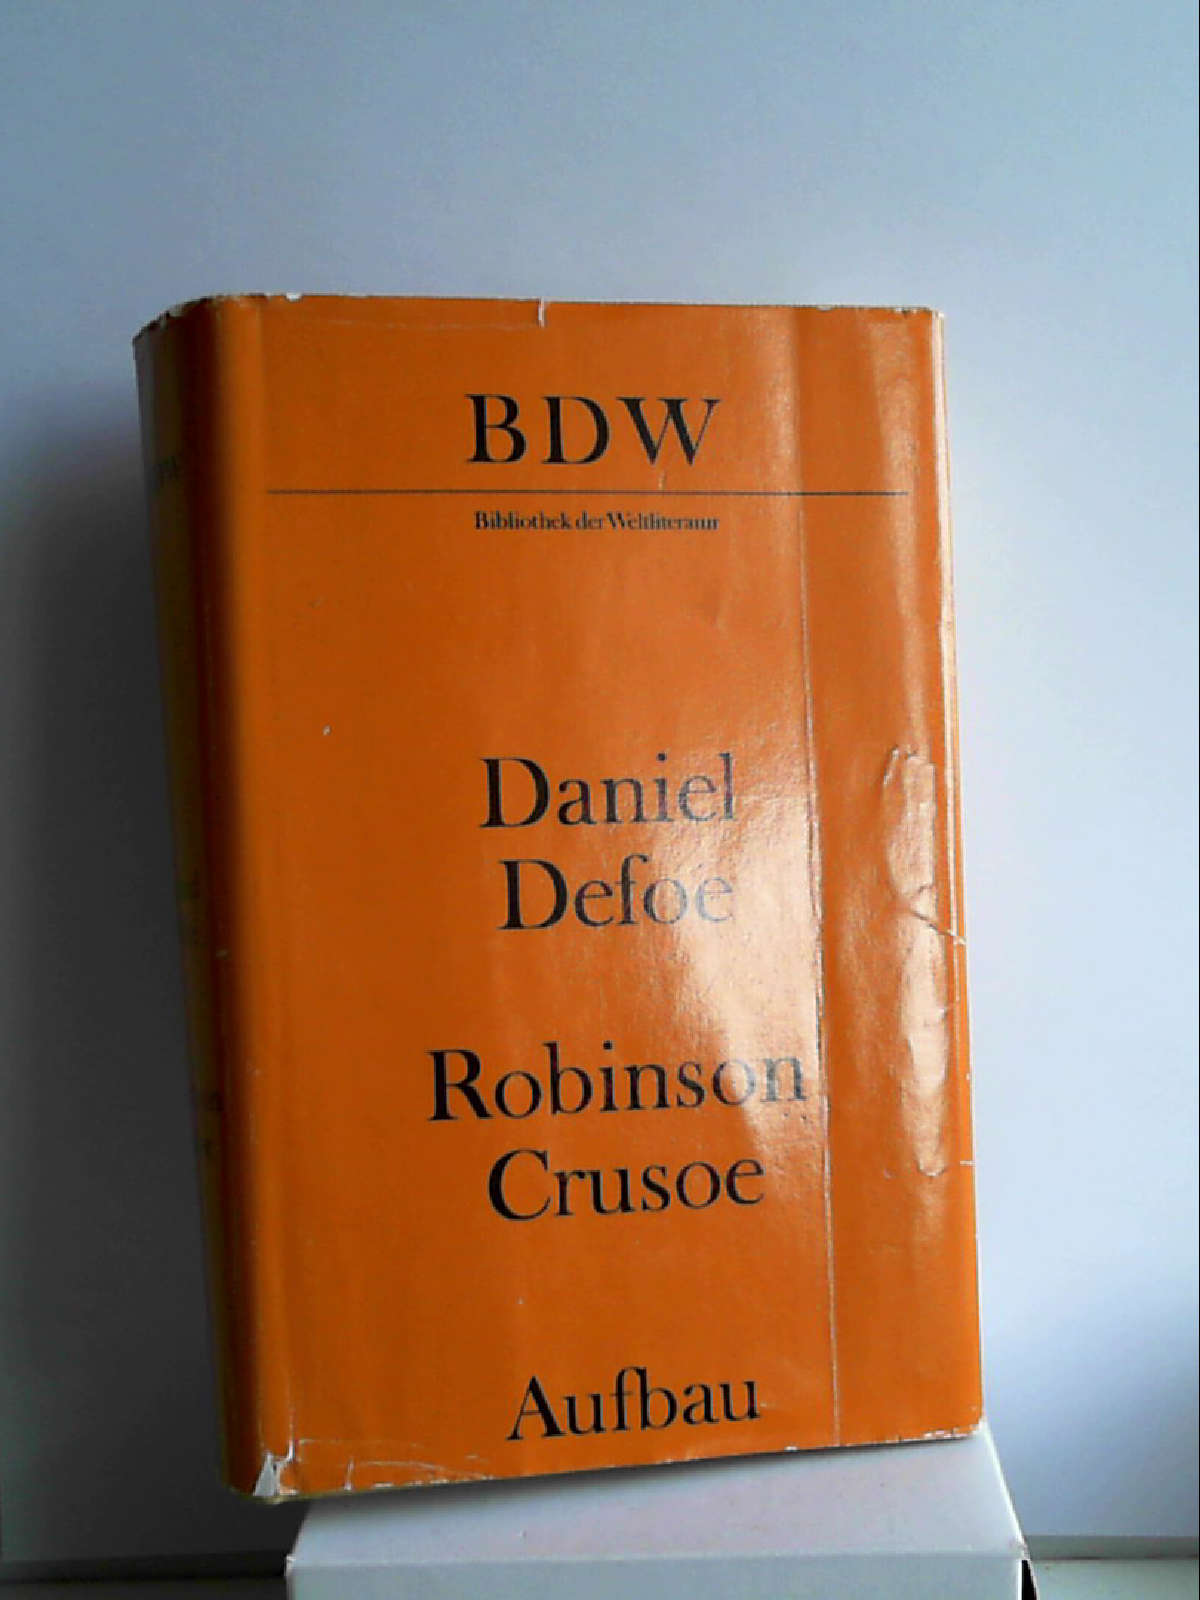 BDW
Bibliothek der Weltliteratur
Daniel
Defoe
Robinson
Crusoe
Aufbau